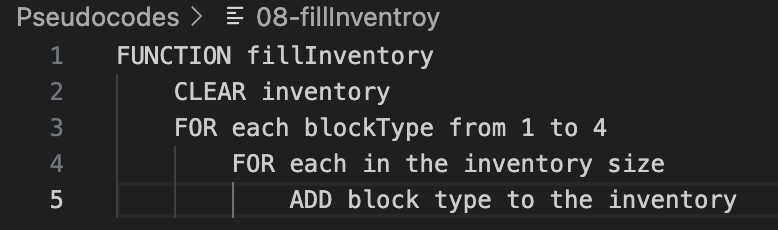 Pseudocodes > 08-fillInventroy
1 FUNCTION fillInventory
2 CLEAR inventory
3 FOR each blockType from 1 to 4
4 FOR each in the inventory size
5 ADD block type to the inventory